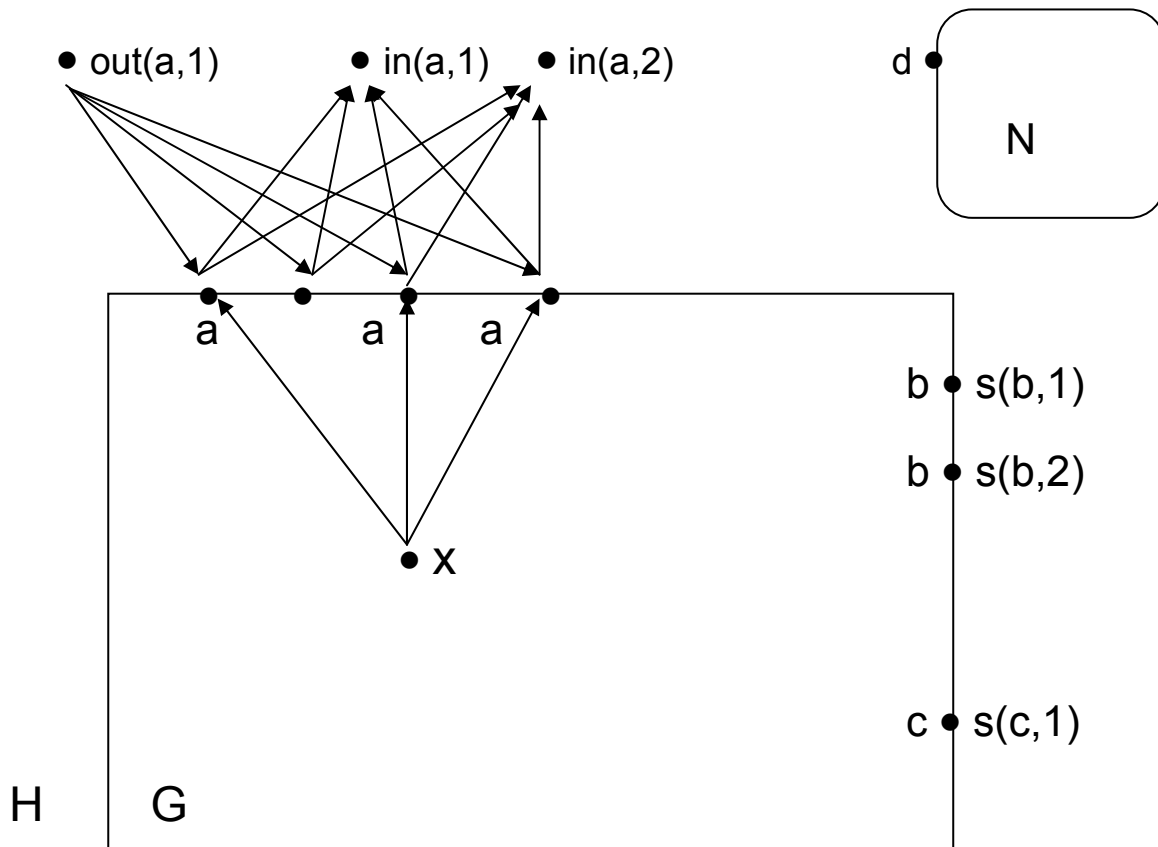 out(a,1) in(a,1) in(a,2) d
N
a a a
b s(b,1)
b s(b,2)
x
c s(c,1)
H G